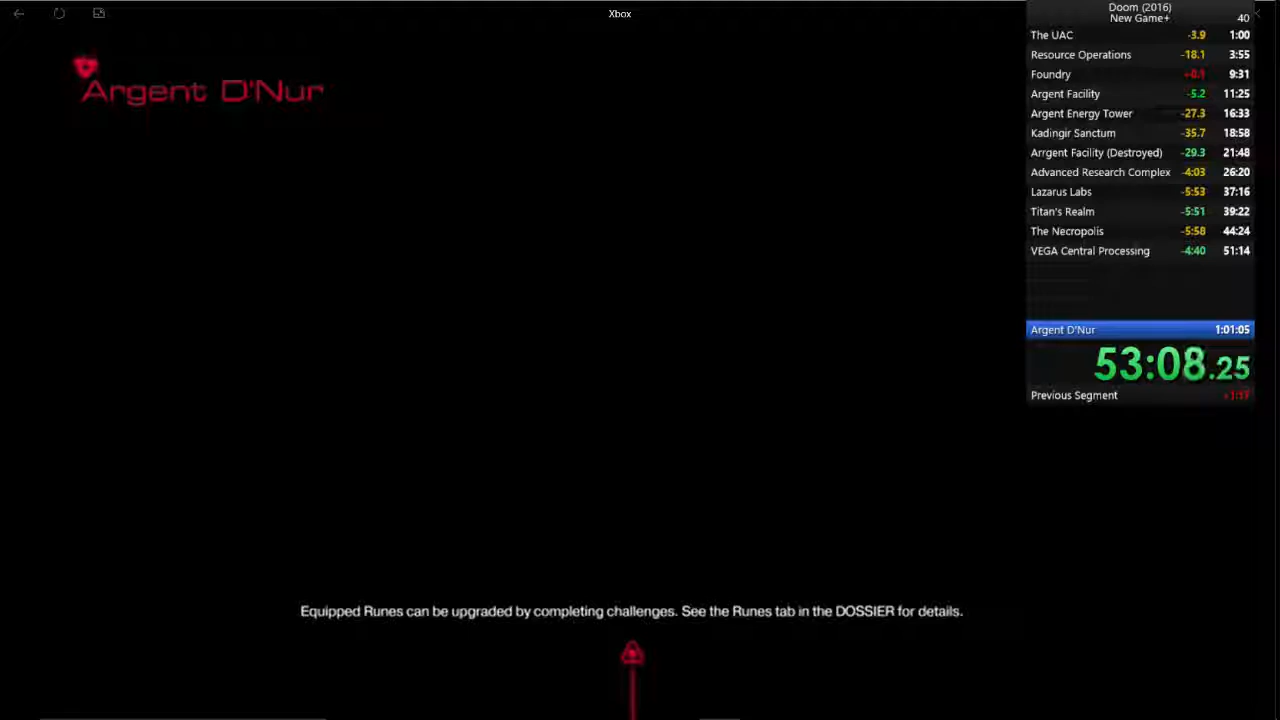 Xbox
Doom (2016)
New Game+ 40
The UAC -3.9 1:00
Resource Operations -18.1 3:55
Foundry +0.1 9:31
Argent Facility -5.2 11:25
Argent Energy Tower -27.3 16:33
Kadingir Sanctum -35.7 18:58
Arrgent Facility (Destroyed) -29.3 21:48
Advanced Research Complex -4:03 26:20
Lazarus Labs -5:53 37:16
Titan's Realm -5:51 39:22
The Necropolis -5:58 44:24
VEGA Central Processing -4:40 51:14
Argent D'Nur 1:01:05
53:08.25
Previous Segment +1:17
Argent D'Nur
Equipped Runes can be upgraded by completing challenges. See the Runes tab in the DOSSIER for details.